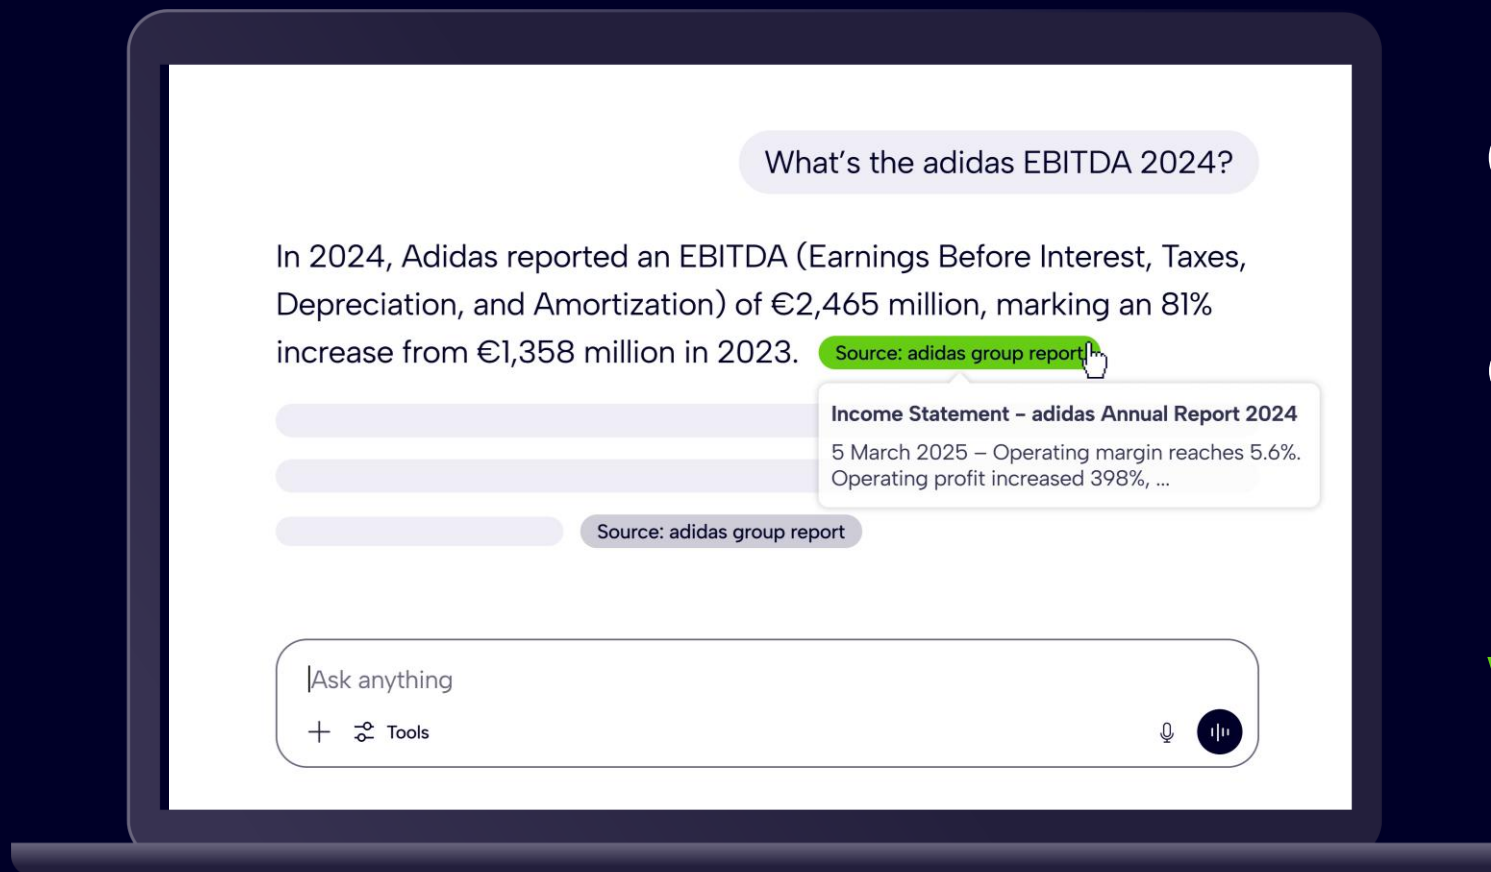 What's the adidas EBITDA 2024?
In 2024, Adidas reported an EBITDA (Earnings Before Interest, Taxes,
Depreciation, and Amortization) of €2,465 million, marking an 81%
increase from €1,358 million in 2023.
Source: adidas group report
Income Statement – adidas Annual Report 2024
5 March 2025 – Operating margin reaches 5.6%.
Operating profit increased 398%, ...
Source: adidas group report
Ask anything
Tools